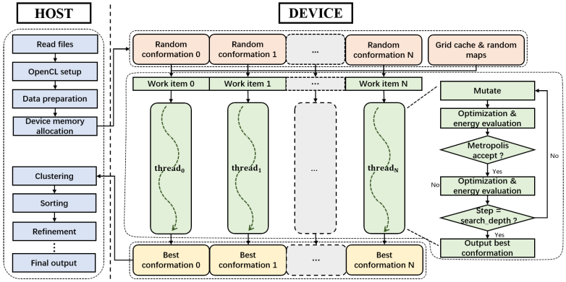 HOST
Read files
OpenCL setup
Data preparation
Device memory
allocation
Clustering
Sorting
Refinement
Final output
DEVICE
Random
conformation 0
Random
conformation 1
...
Random
conformation N
Grid cache & random
maps
Work item 0
Work item 1
...
Work item N
thread0
thread1
...
threadN
Best
conformation 0
Best
conformation 1
...
Best
conformation N
Mutate
Optimization &
energy evaluation
Metropolis
accept ?
Yes
No
Optimization &
energy evaluation
Step =
search_depth ?
No
Yes
Output best
conformation